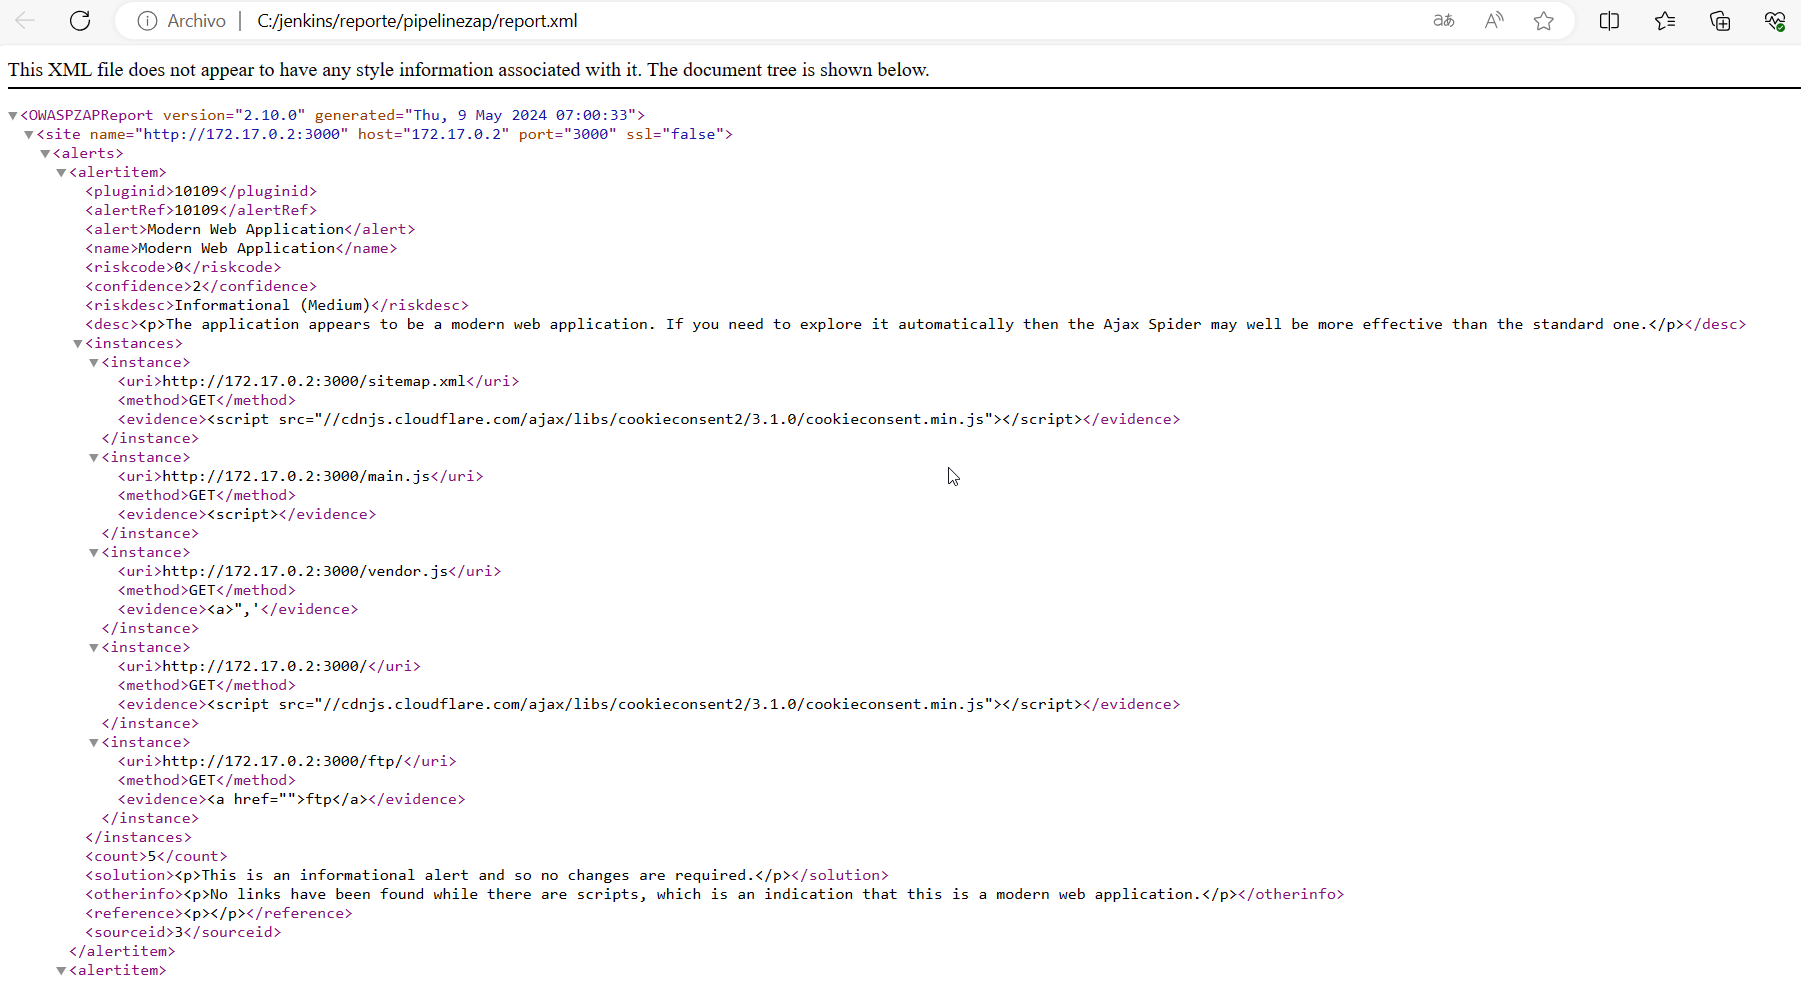 Archivo | C:/jenkins/reporte/pipelinezap/report.xml
This XML file does not appear to have any style information associated with it. The document tree is shown below.
<OWASPZAPReport version="2.10.0" generated="Thu, 9 May 2024 07:00:33">
<site name="http://172.17.0.2:3000" host="172.17.0.2" port="3000" ssl="false">
<alerts>
<alertitem>
<pluginid>10109</pluginid>
<alertRef>10109</alertRef>
<alert>Modern Web Application</alert>
<name>Modern Web Application</name>
<riskcode>0</riskcode>
<confidence>2</confidence>
<riskdesc>Informational (Medium)</riskdesc>
<desc><p>The application appears to be a modern web application. If you need to explore it automatically then the Ajax Spider may well be more effective than the standard one.</p></desc>
<instances>
<instance>
<uri>http://172.17.0.2:3000/sitemap.xml</uri>
<method>GET</method>
<evidence><script src="//cdnjs.cloudflare.com/ajax/libs/cookieconsent2/3.1.0/cookieconsent.min.js"></script></evidence>
</instance>
<instance>
<uri>http://172.17.0.2:3000/main.js</uri>
<method>GET</method>
<evidence><script></evidence>
</instance>
<instance>
<uri>http://172.17.0.2:3000/vendor.js</uri>
<method>GET</method>
<evidence><a>",'</evidence>
</instance>
<instance>
<uri>http://172.17.0.2:3000/</uri>
<method>GET</method>
<evidence><script src="//cdnjs.cloudflare.com/ajax/libs/cookieconsent2/3.1.0/cookieconsent.min.js"></script></evidence>
</instance>
<instance>
<uri>http://172.17.0.2:3000/ftp/</uri>
<method>GET</method>
<evidence><a href="">ftp</a></evidence>
</instance>
</instances>
<count>5</count>
<solution><p>This is an informational alert and so no changes are required.</p></solution>
<otherinfo><p>No links have been found while there are scripts, which is an indication that this is a modern web application.</p></otherinfo>
<reference><p></p></reference>
<sourceid>3</sourceid>
</alertitem>
<alertitem>